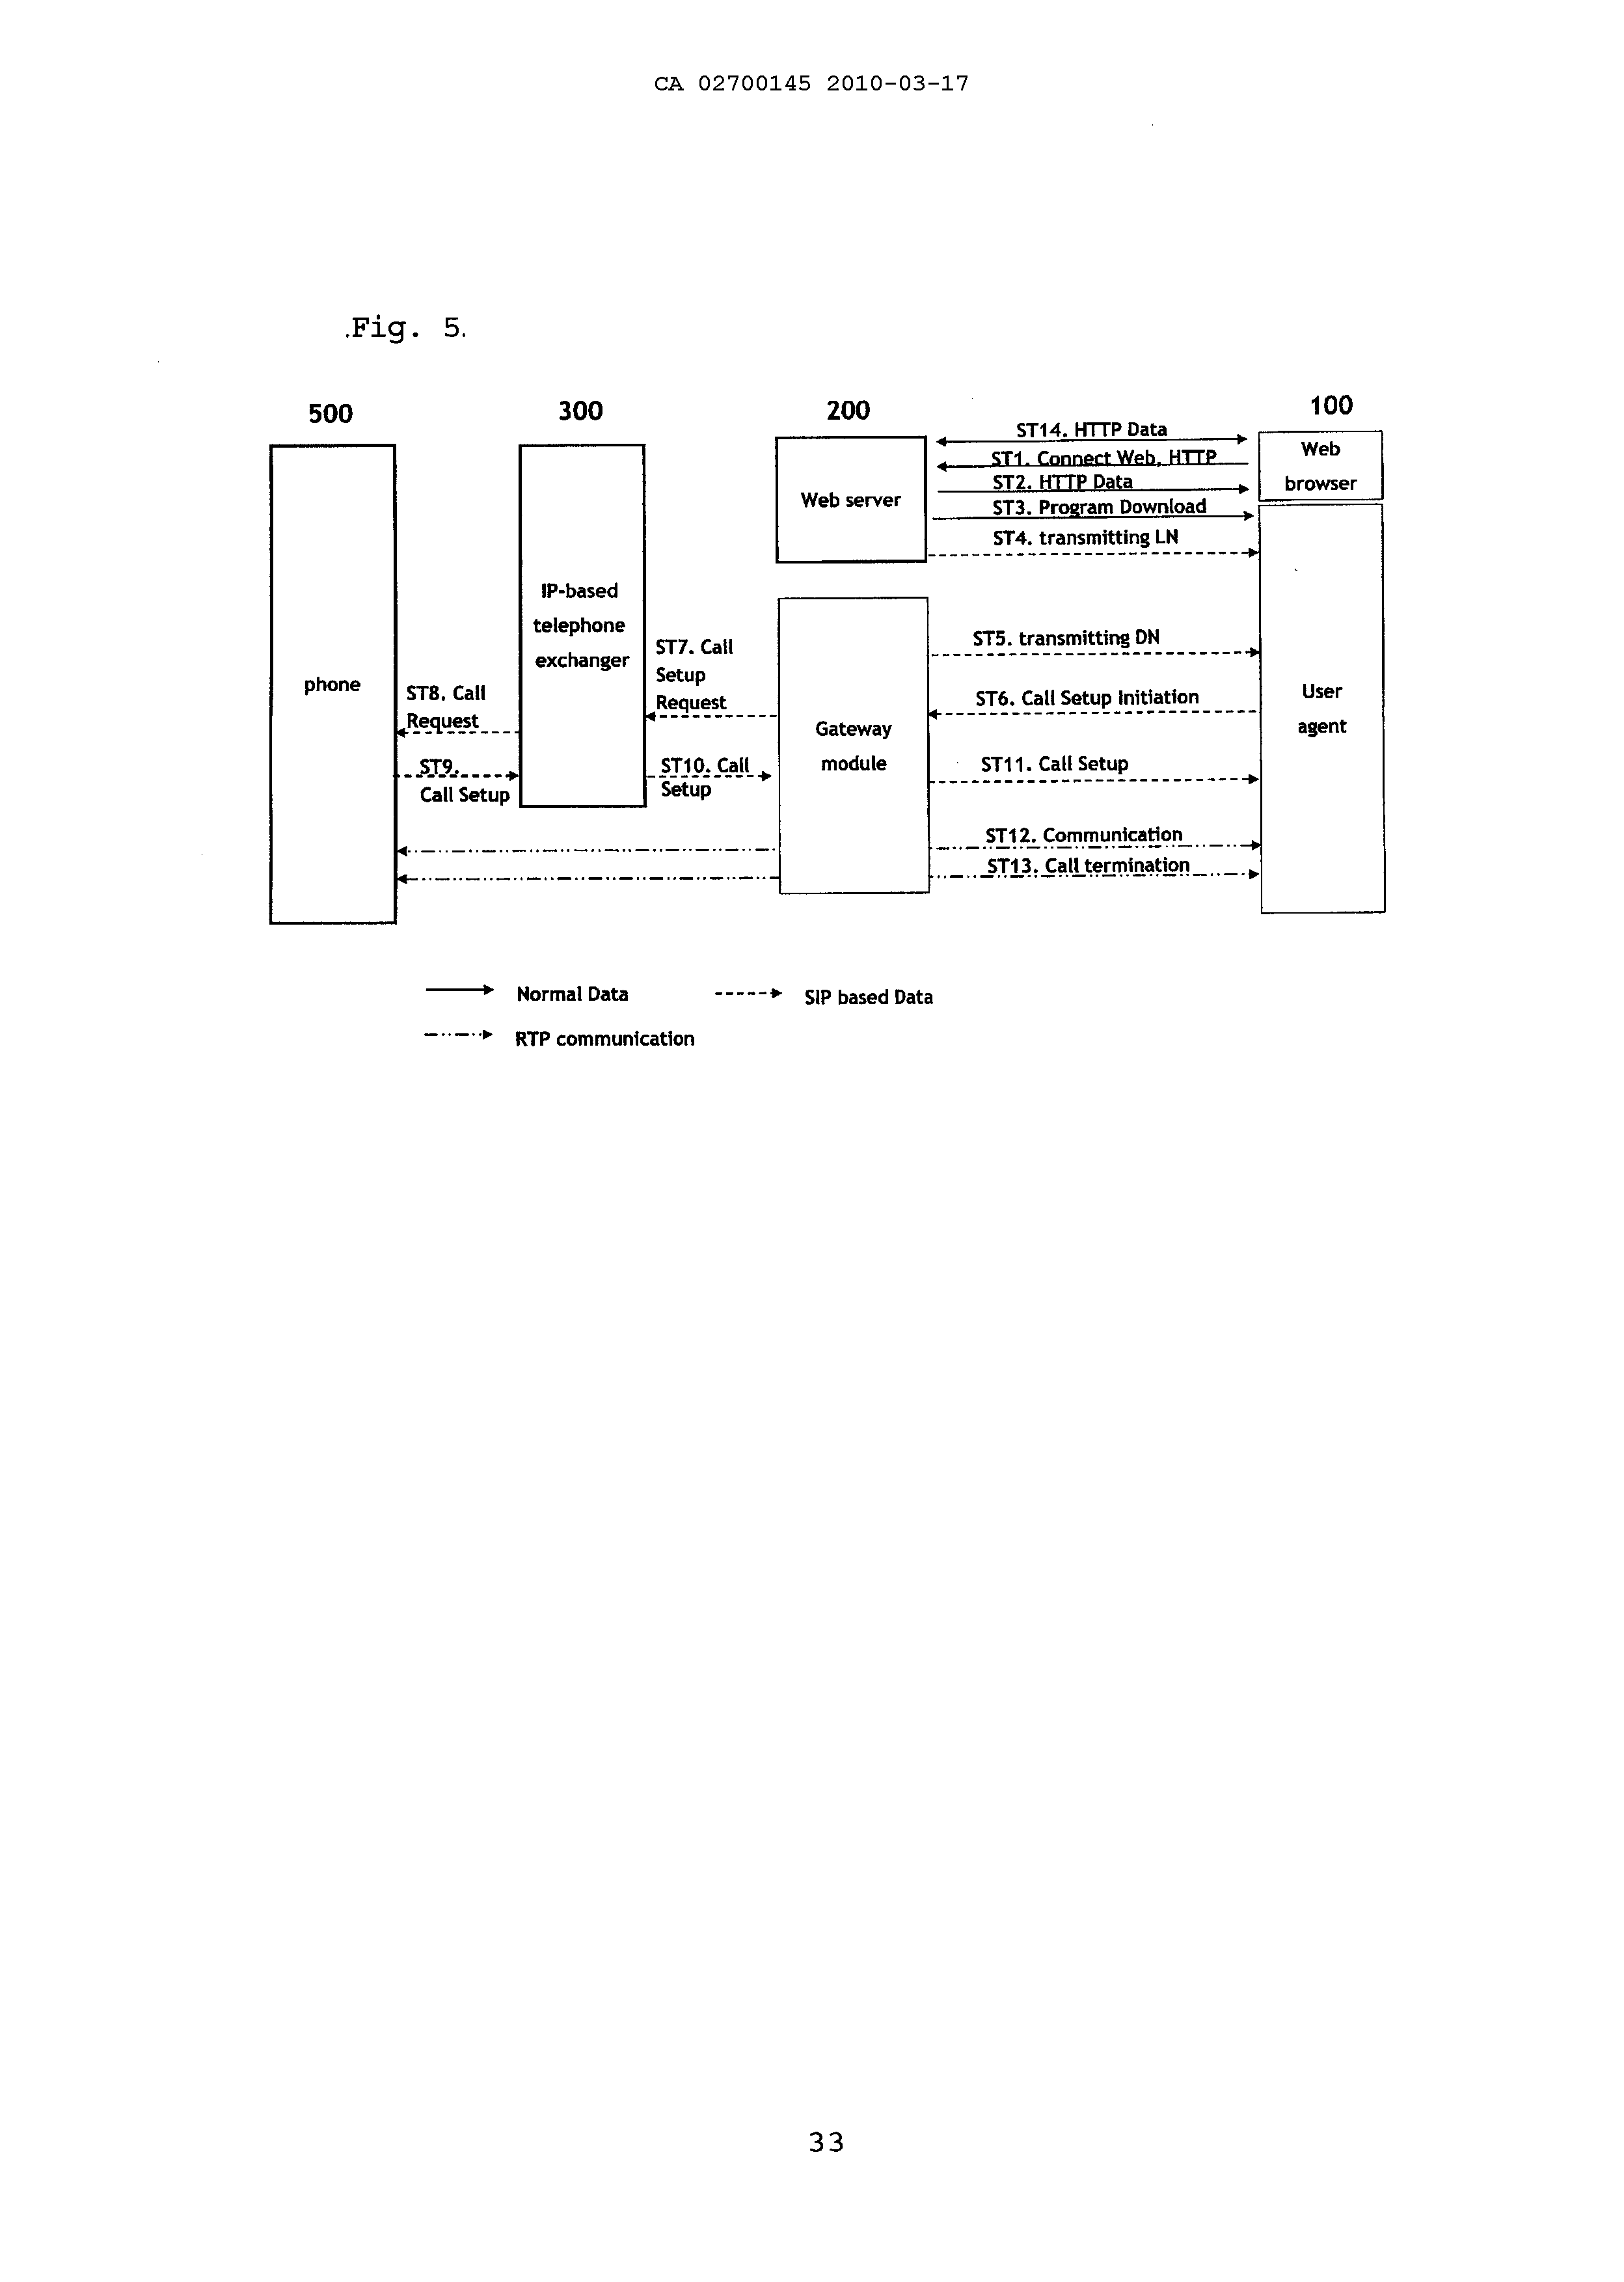 CA 02700145 2010-03-17
.Fig. 5.
500
300
200
100
ST14. HTTP Data
ST1. Connect Web, HTTP
ST2. HTTP Data
ST3. Program Download
ST4. transmitting LN
Web
browser
Web server
IP-based
telephone
exchanger
phone
ST8. Call
Request
ST9.
Call Setup
ST7. Call
Setup
Request
ST10. Call
Setup
Gateway
module
ST5. transmitting DN
ST6. Call Setup Initiation
ST11. Call Setup
ST12. Communication
ST13. Call termination
User
agent
Normal Data
SIP based Data
RTP communication
33